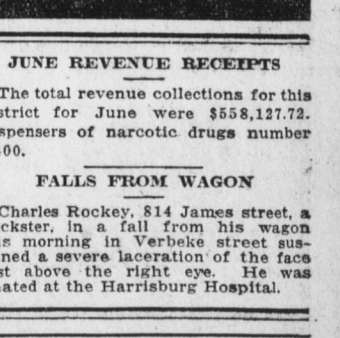 JUNE REVENUE RECEIPTS
The total revenue collections for this
strict for June were $558,127.72.
spensers of narcotic drugs number
00.
FALLS FROM WAGON
Charles Rockey, 814 James street, a
ckster, in a fall from his wagon
s morning in Verbeke street sus-
ned a severe laceration of the face
st above the right eye. He was
ated at the Harrisburg Hospital.